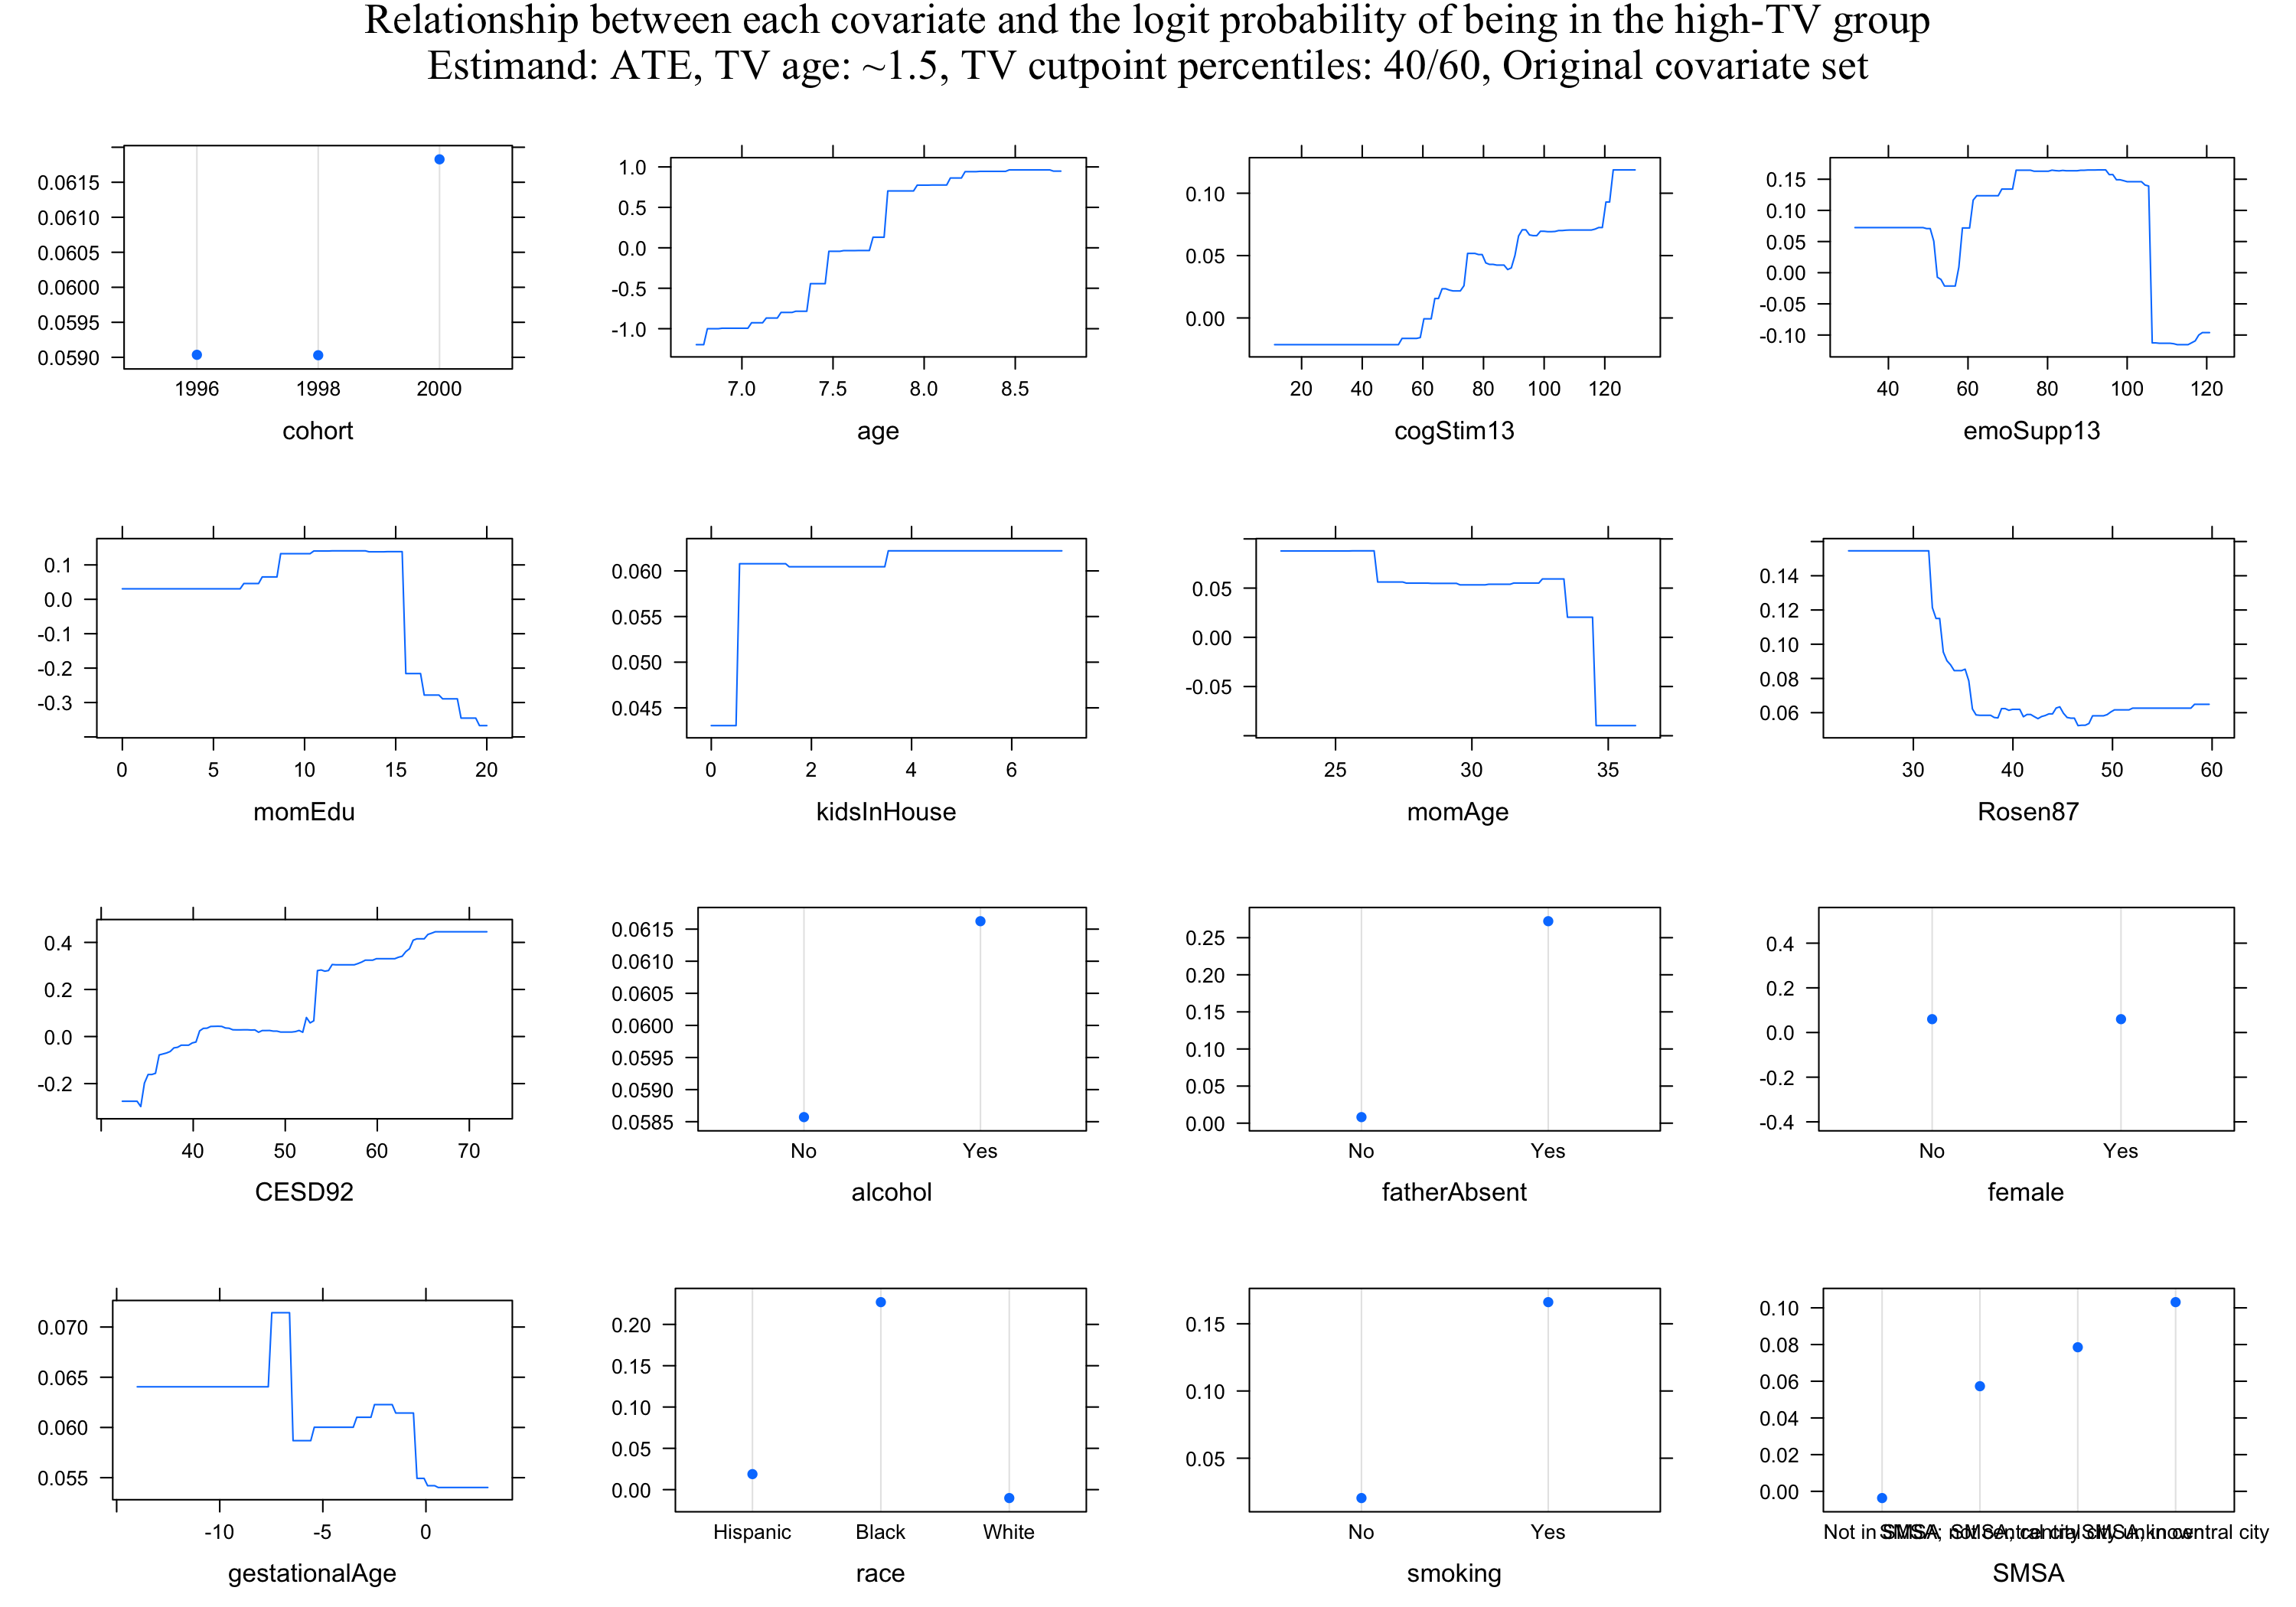 Relationship between each covariate and the logit probability of being in the high-TV group
Estimand: ATE, TV age: ~1.5, TV cutpoint percentiles: 40/60, Original covariate set
0.0615
0.0610
0.0605
0.0600
0.0595
0.0590
1996 1998 2000
cohort
1.0
0.5
0.0
-0.5
-1.0
7.0 7.5 8.0 8.5
age
0.10
0.05
0.00
20 40 60 80 100 120
cogStim13
0.15
0.10
0.05
0.00
-0.05
-0.10
40 60 80 100 120
emoSupp13
0.1
0.0
-0.1
-0.2
-0.3
0 5 10 15 20
momEdu
0.060
0.055
0.050
0.045
0 2 4 6
kidsInHouse
0.05
0.00
-0.05
25 30 35
momAge
0.14
0.12
0.10
0.08
0.06
30 40 50 60
Rosen87
0.4
0.2
0.0
-0.2
40 50 60 70
CESD92
0.0615
0.0610
0.0605
0.0600
0.0595
0.0590
0.0585
No Yes
alcohol
0.25
0.20
0.15
0.10
0.05
0.00
No Yes
fatherAbsent
0.4
0.2
0.0
-0.2
-0.4
No Yes
female
0.070
0.065
0.060
0.055
-10 -5 0
gestationalAge
0.20
0.15
0.10
0.05
0.00
Hispanic Black White
race
0.15
0.10
0.05
No Yes
smoking
0.10
0.08
0.06
0.04
0.02
0.00
Not in central city
SMSA